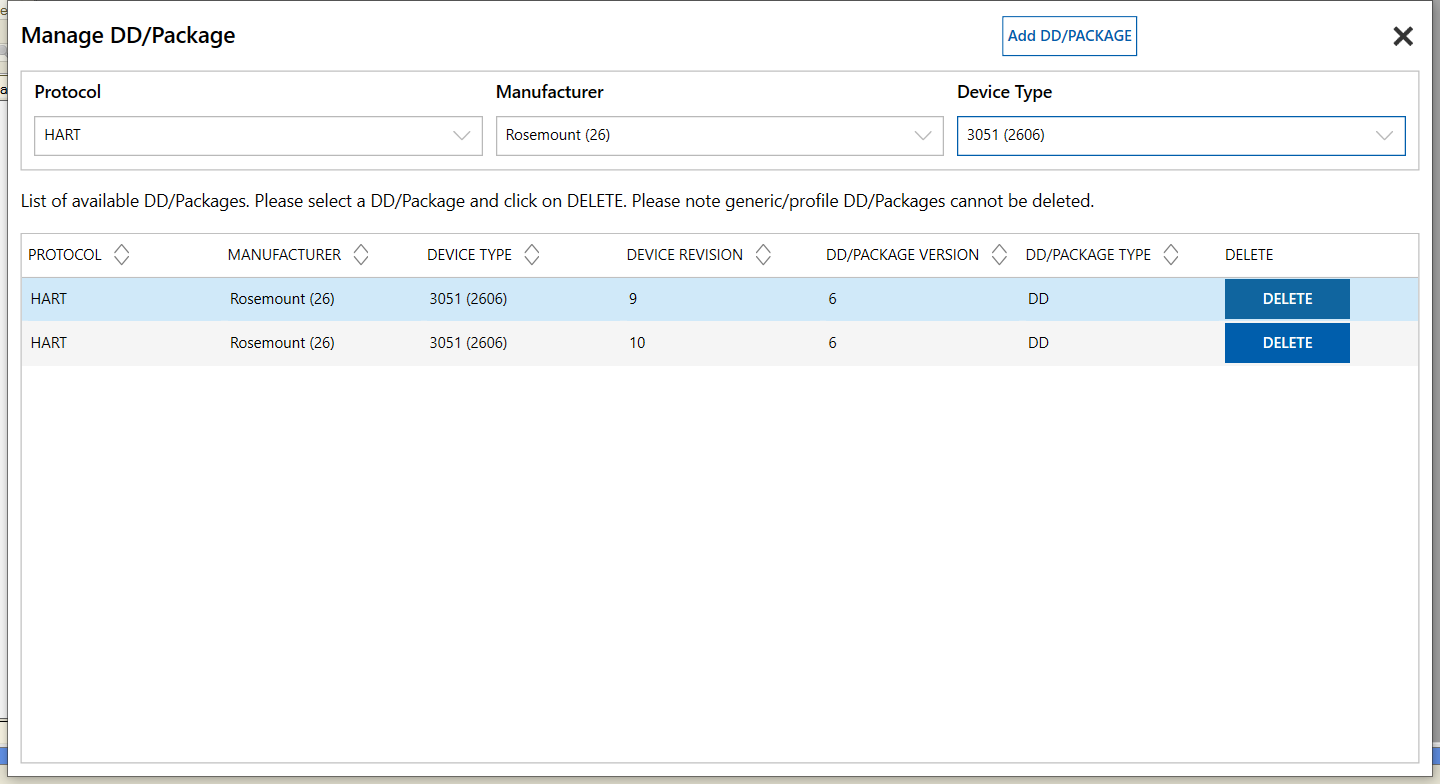 Manage DD/Package
Add DD/PACKAGE
Protocol Manufacturer Device Type
HART Rosemount (26) 3051 (2606)
List of available DD/Packages. Please select a DD/Package and click on DELETE. Please note generic/profile DD/Packages cannot be deleted.
PROTOCOL MANUFACTURER DEVICE TYPE DEVICE REVISION DD/PACKAGE VERSION DD/PACKAGE TYPE DELETE
HART Rosemount (26) 3051 (2606) 9 6 DD DELETE
HART Rosemount (26) 3051 (2606) 10 6 DD DELETE